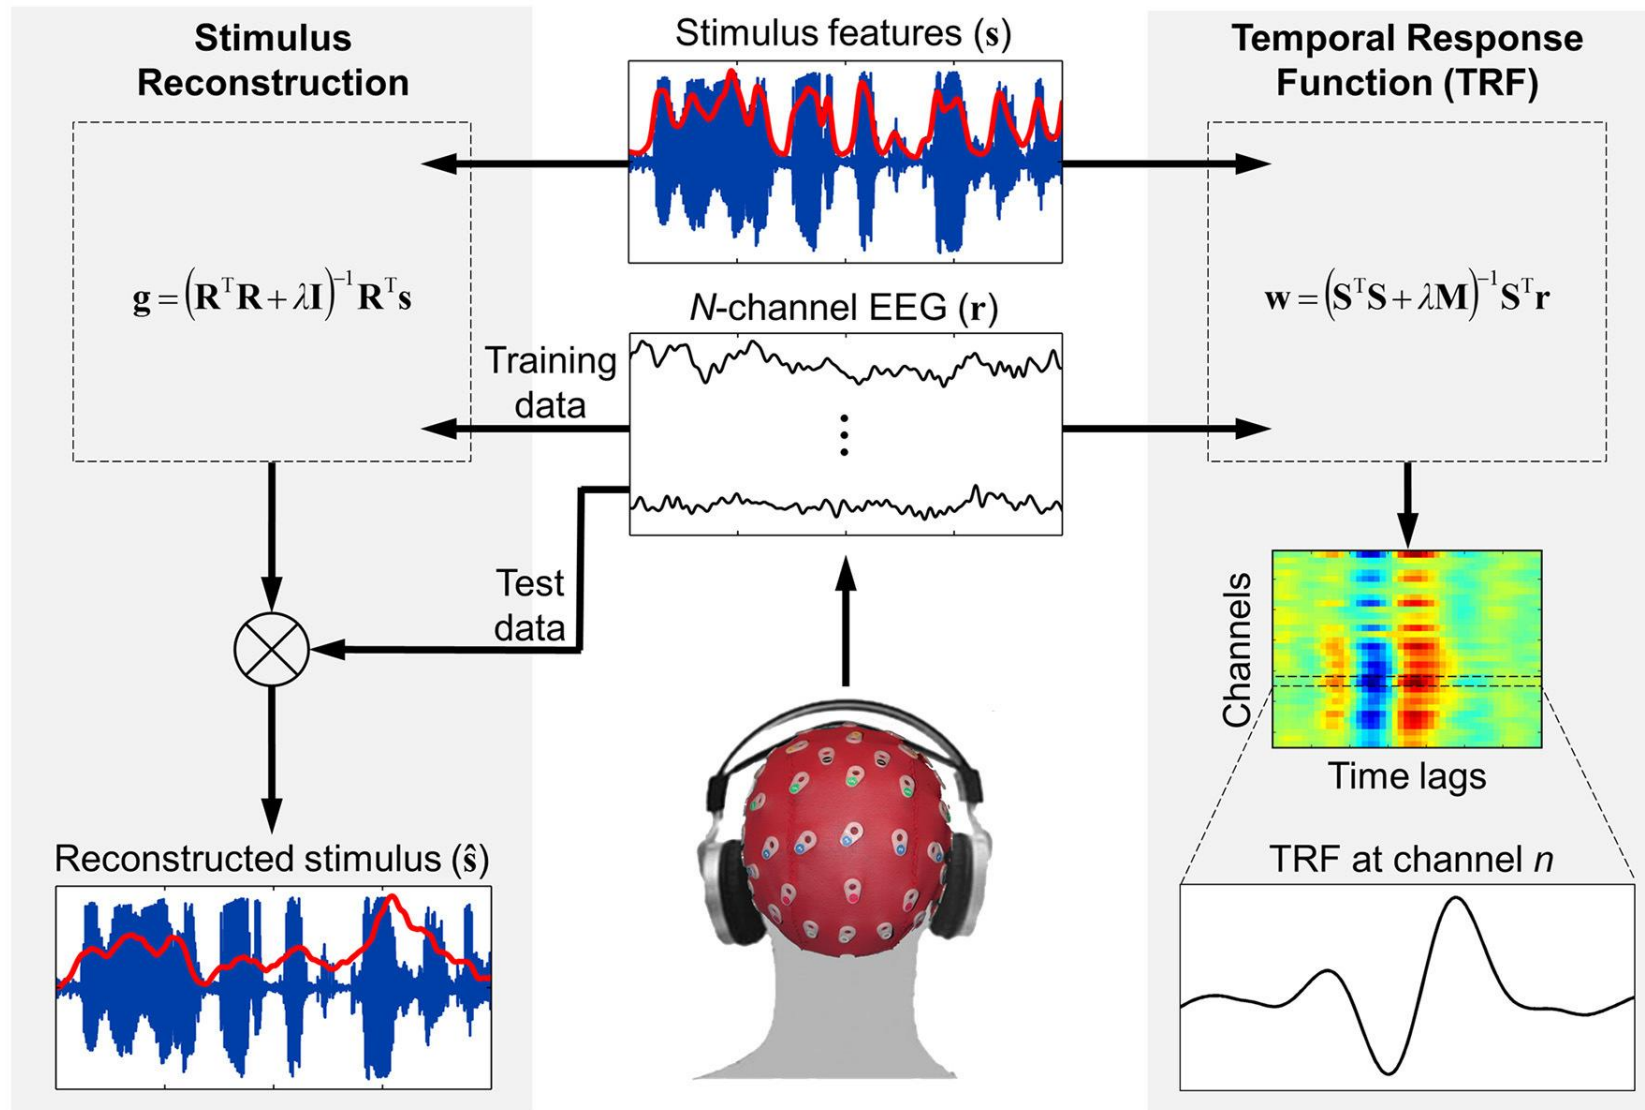 Stimulus
Reconstruction
g = (RᵀR + λI)⁻¹Rᵀs
Stimulus features (s)
N-channel EEG (r)
Training
data
Test
data
Temporal Response
Function (TRF)
w = (SᵀS + λM)⁻¹Sᵀr
Channels
Time lags
Reconstructed stimulus (ŝ)
TRF at channel n